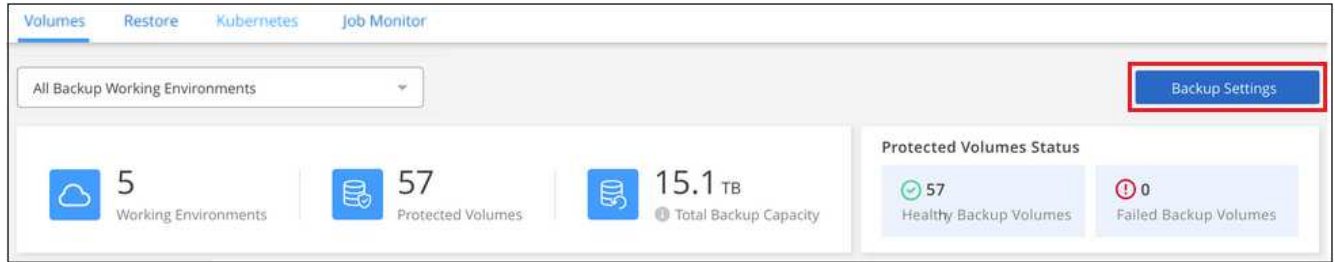 Volumes Restore Kubernetes Job Monitor
All Backup Working Environments
Backup Settings
5
Working Environments
57
Protected Volumes
15.1 TB
Total Backup Capacity
Protected Volumes Status
57
Healthy Backup Volumes
0
Failed Backup Volumes